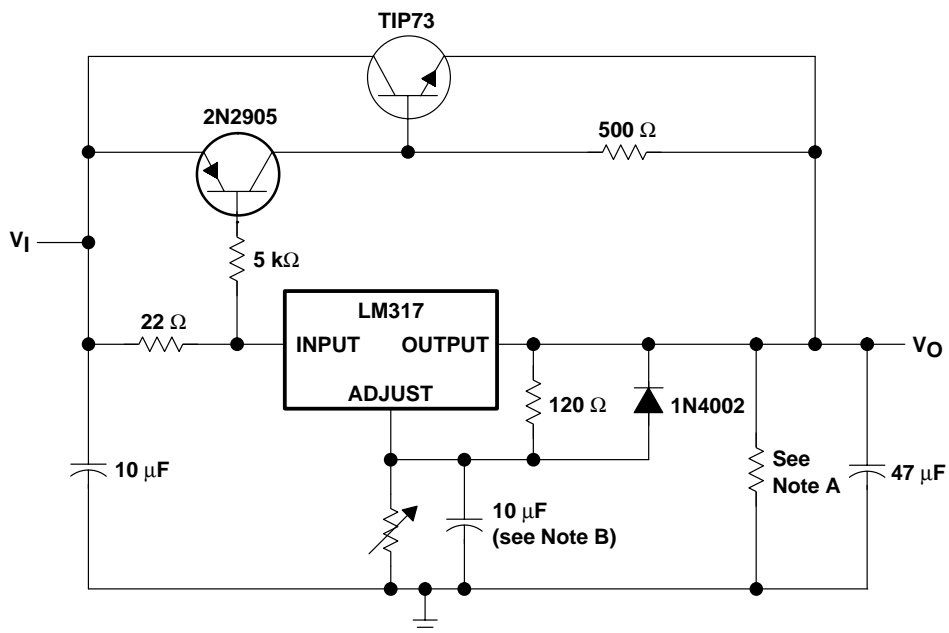 TIP73
2N2905
500 Ω
VI
5 kΩ
LM317
22 Ω
INPUT OUTPUT
VO
ADJUST
120 Ω
1N4002
10 μF
See
Note A
47 μF
10 μF
(see Note B)